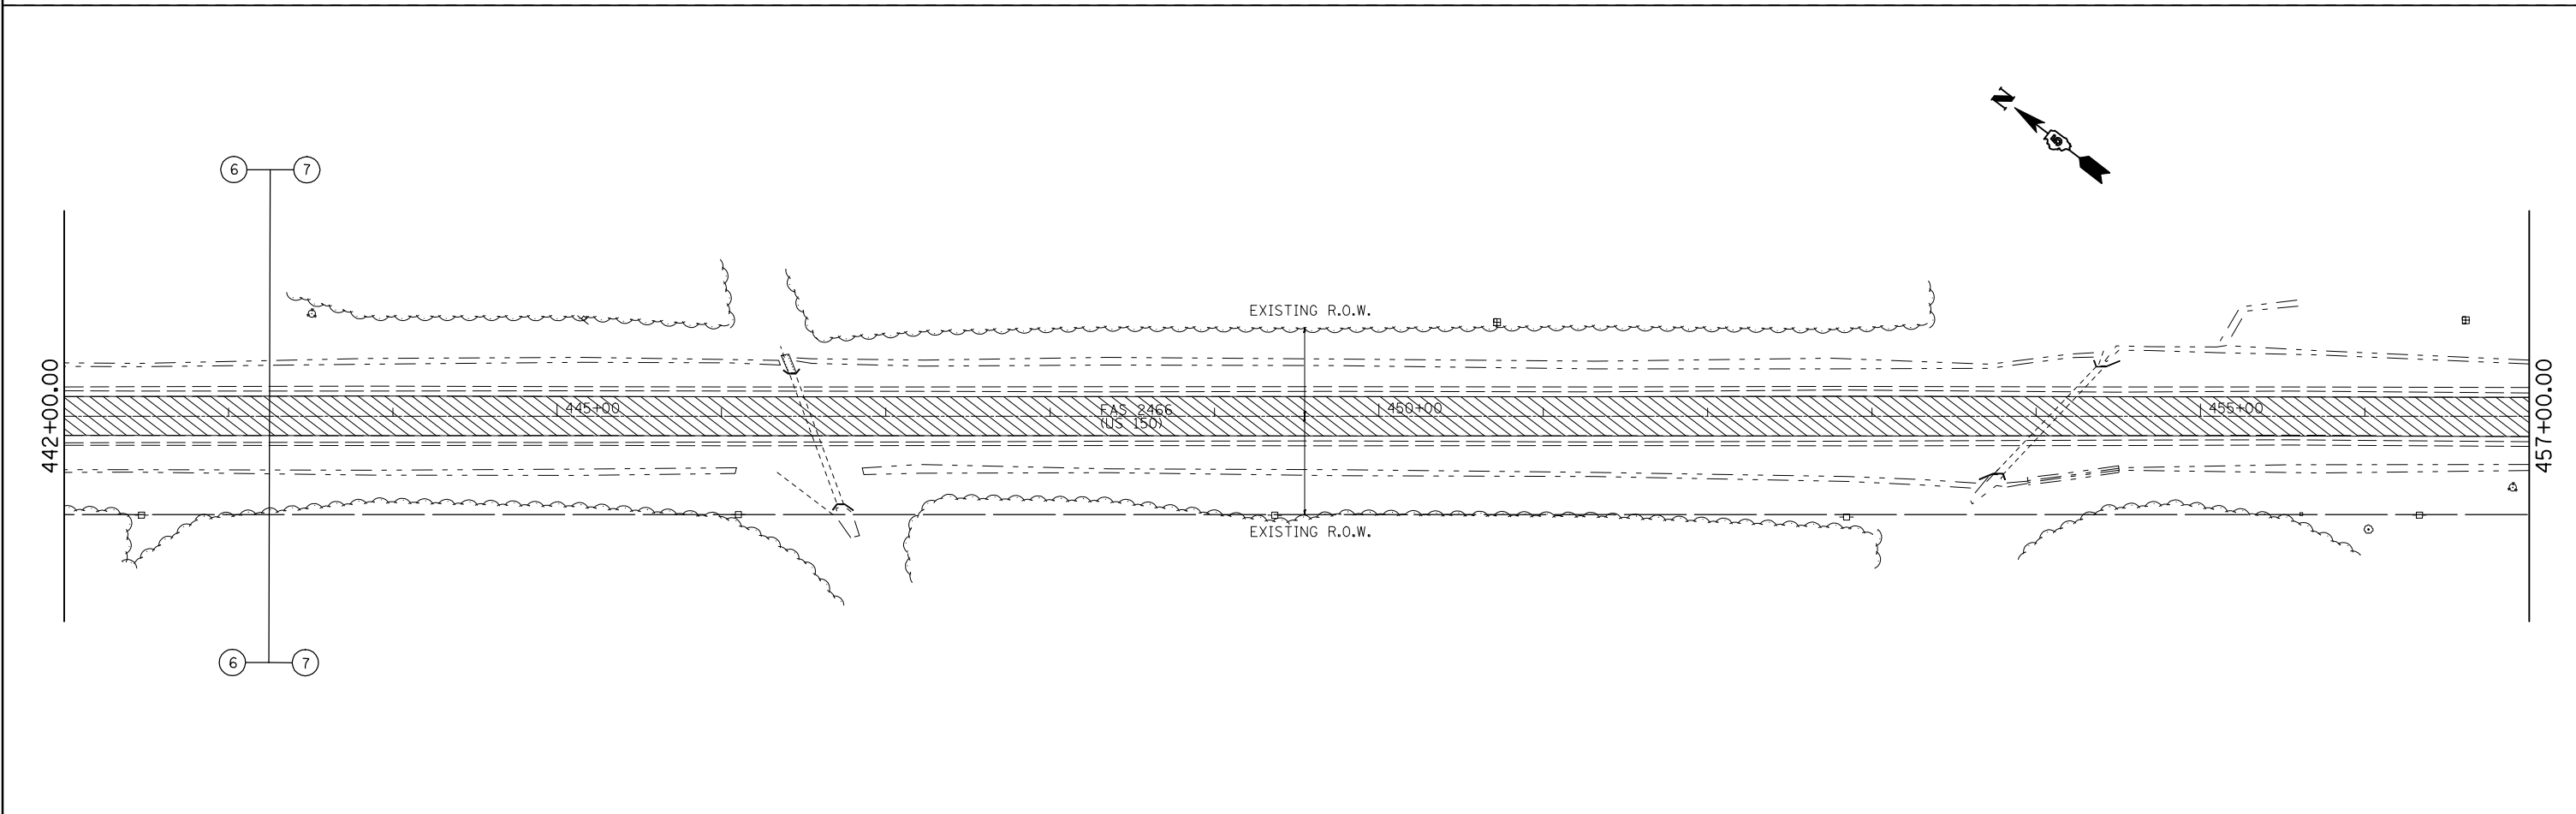 N
6 7
EXISTING R.O.W.
442+00.00
445+00
FAS 2466
(US 150)
450+00
455+00
457+00.00
EXISTING R.O.W.
6 7